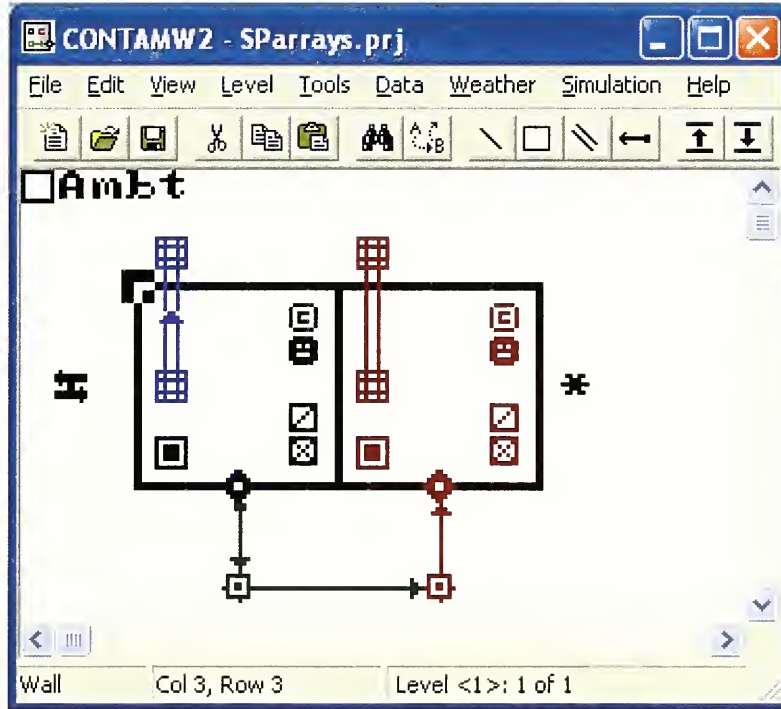 CONTAMW2 - SParrays.prj
File Edit View Level Tools Data Weather Simulation Help
A B
Ambt
C C
Wall Col 3, Row 3 Level <1>: 1 of 1